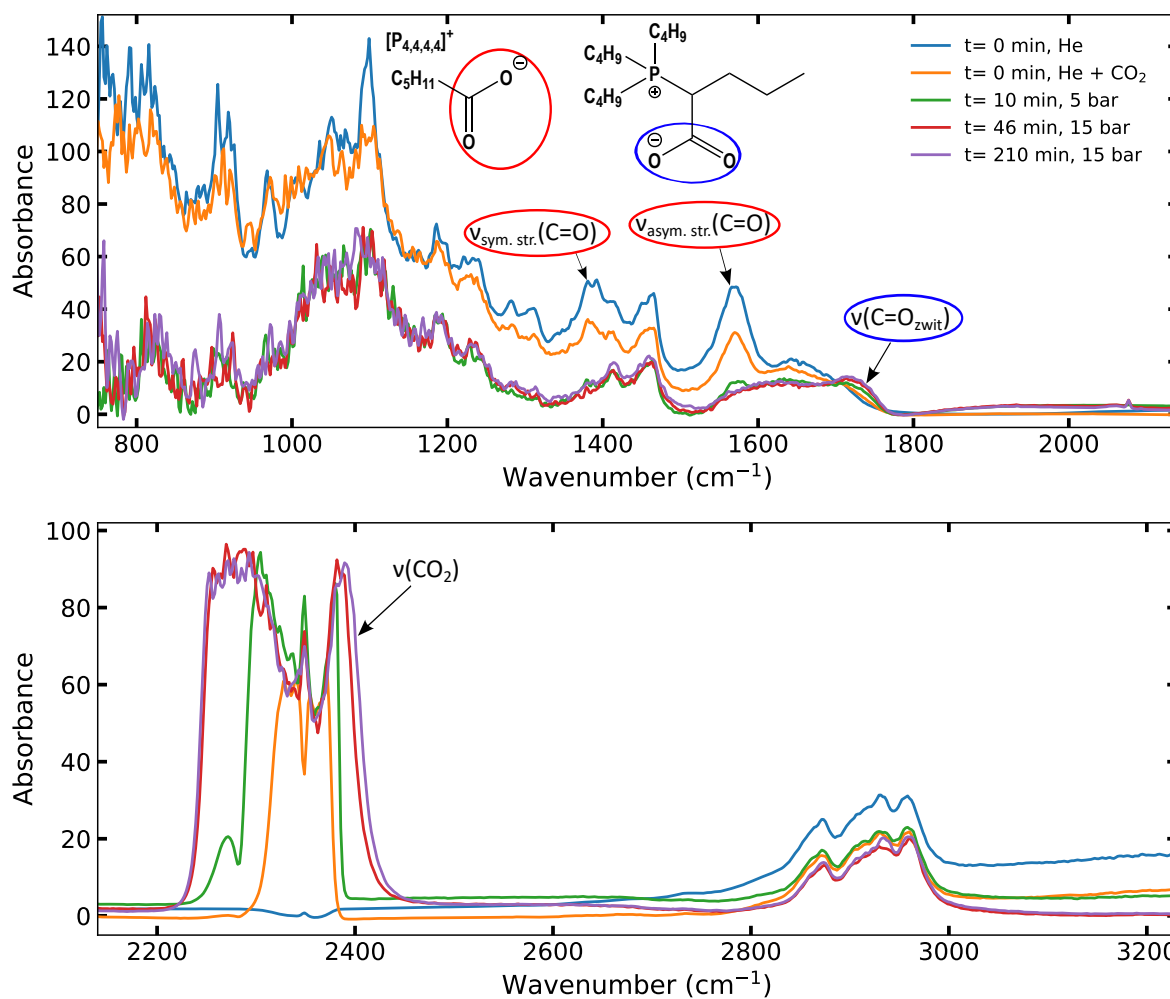 [P4,4,4,4]+
C5H11
O
⊖
O
C4H9
C4H9
P
⊕
C4H9
⊖
O
O
t= 0 min, He
t= 0 min, He + CO2
t= 10 min, 5 bar
t= 46 min, 15 bar
t= 210 min, 15 bar
νsym. str.(C=O)
νasym. str.(C=O)
ν(C=Ozwit)
Absorbance
140
120
100
80
60
40
20
0
800 1000 1200 1400 1600 1800 2000
Wavenumber (cm−1)
ν(CO2)
Absorbance
100
80
60
40
20
0
2200 2400 2600 2800 3000 3200
Wavenumber (cm−1)